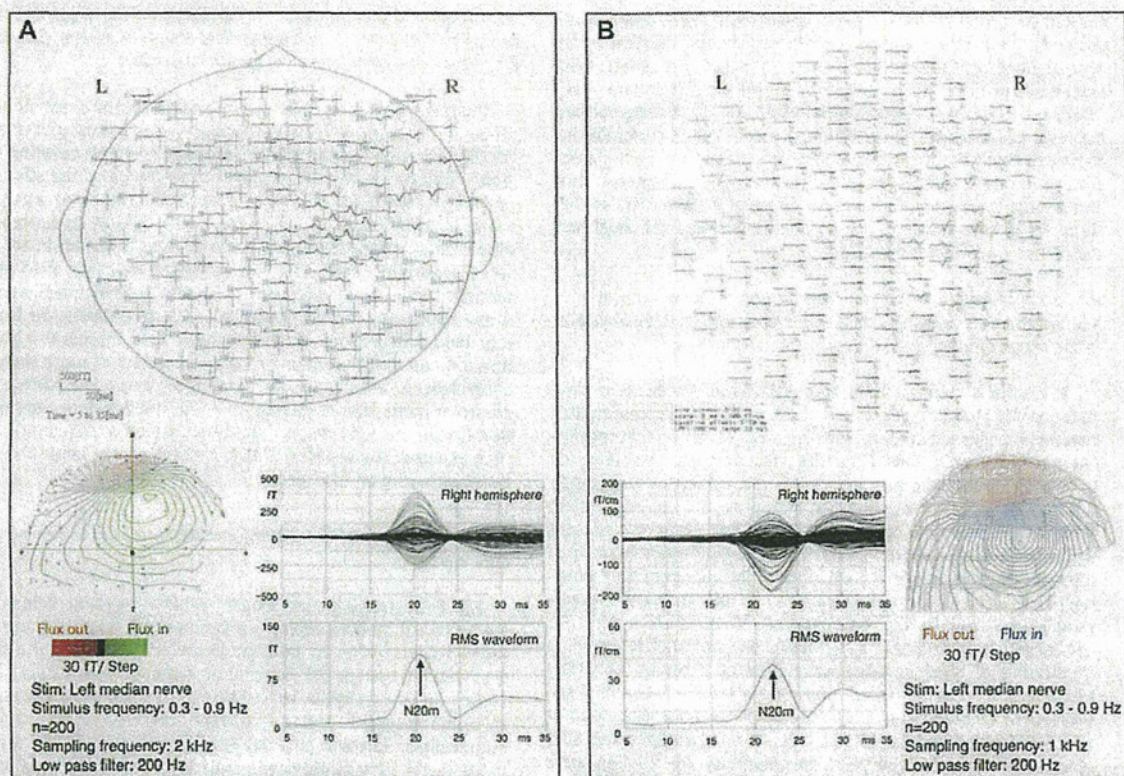 A
L
R
Time = 5 to 35[ms]
500
fT
250
0
-250
-500
Right hemisphere
5 10 15 20 25 30 35
ms
Flux out Flux in
30 fT/ Step
150
fT
75
0
RMS waveform
N20m
5 10 15 20 25 30 35
ms
Stim: Left median nerve
Stimulus frequency: 0.3 - 0.9 Hz
n=200
Sampling frequency: 2 kHz
Low pass filter: 200 Hz
B
L
R
200
fT/cm
100
0
-100
-200
Right hemisphere
5 10 15 20 25 30 35
ms
60
fT/cm
30
0
RMS waveform
N20m
5 10 15 20 25 30 35
ms
Flux out Flux in
30 fT/ Step
Stim: Left median nerve
Stimulus frequency: 0.3 - 0.9 Hz
n=200
Sampling frequency: 1 kHz
Low pass filter: 200 Hz